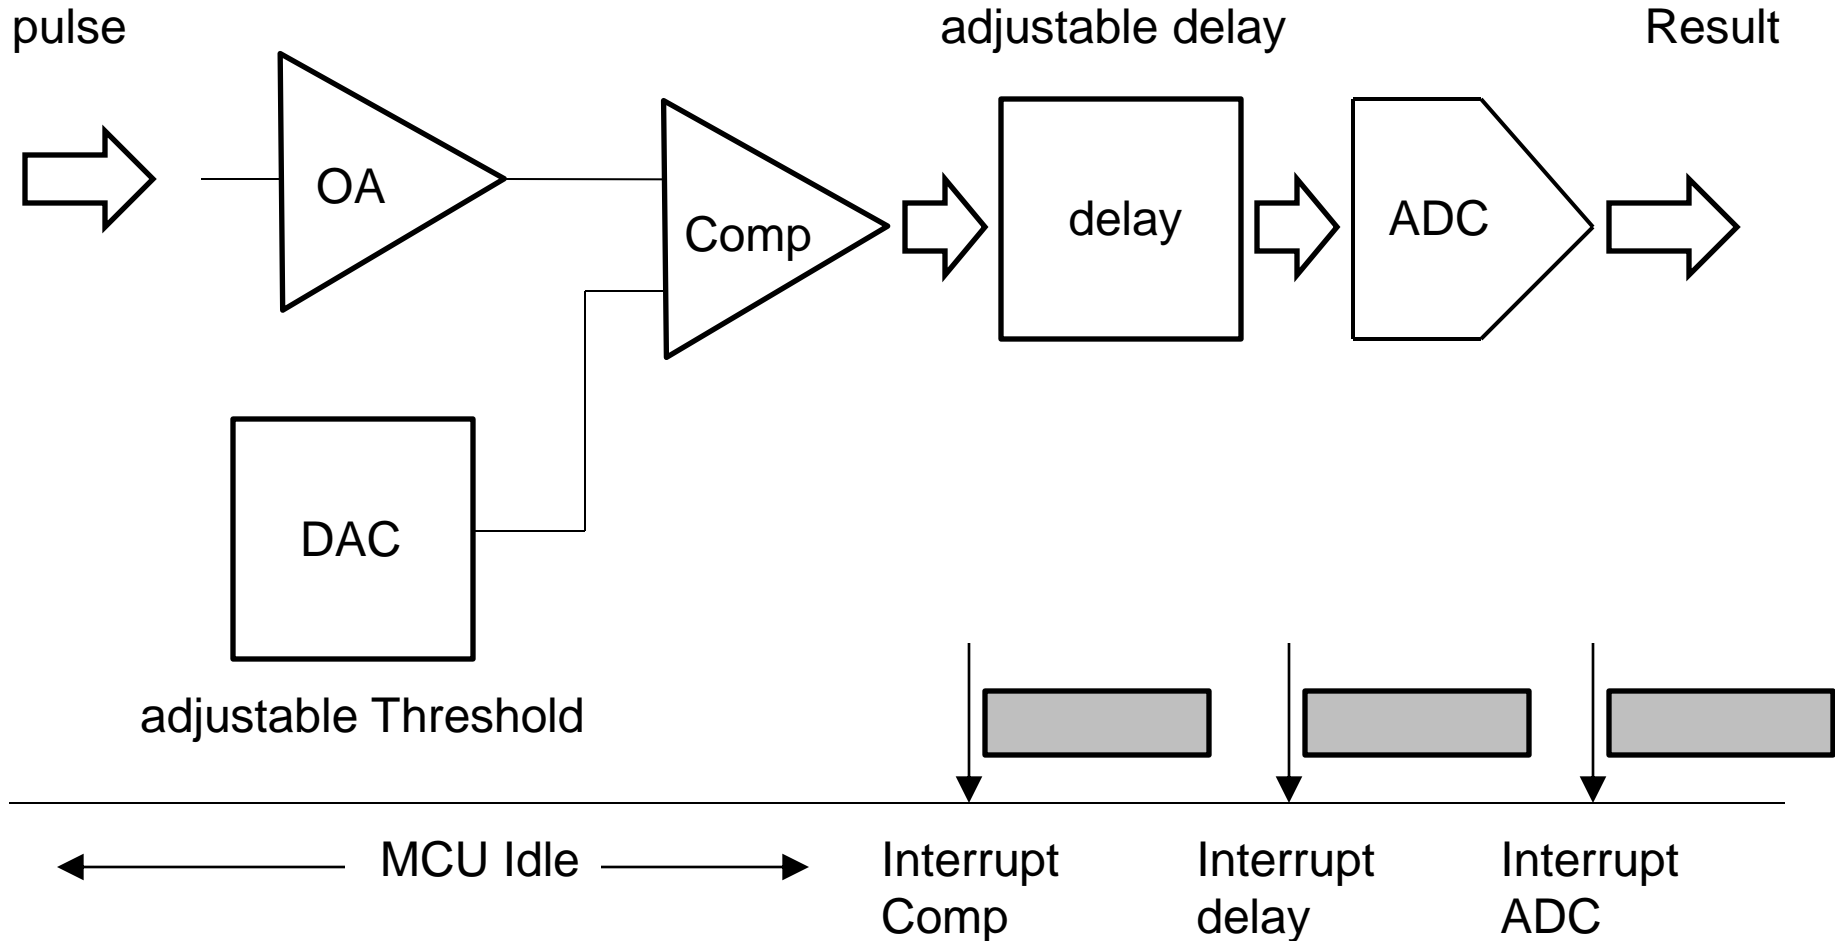 pulse
adjustable delay
Result
OA
Comp
delay
ADC
DAC
adjustable Threshold
MCU Idle
Interrupt
Comp
Interrupt
delay
Interrupt
ADC